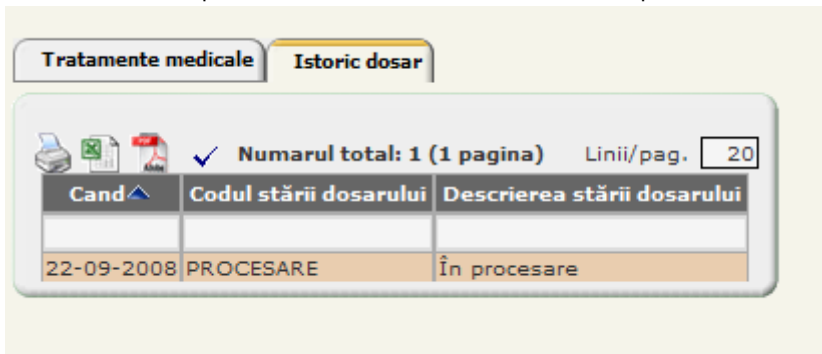 Tratamente medicale Istoric dosar
Numarul total: 1 (1 pagina) Linii/pag. 20
Cand Codul stării dosarului Descrierea stării dosarului
22-09-2008 PROCESARE În procesare